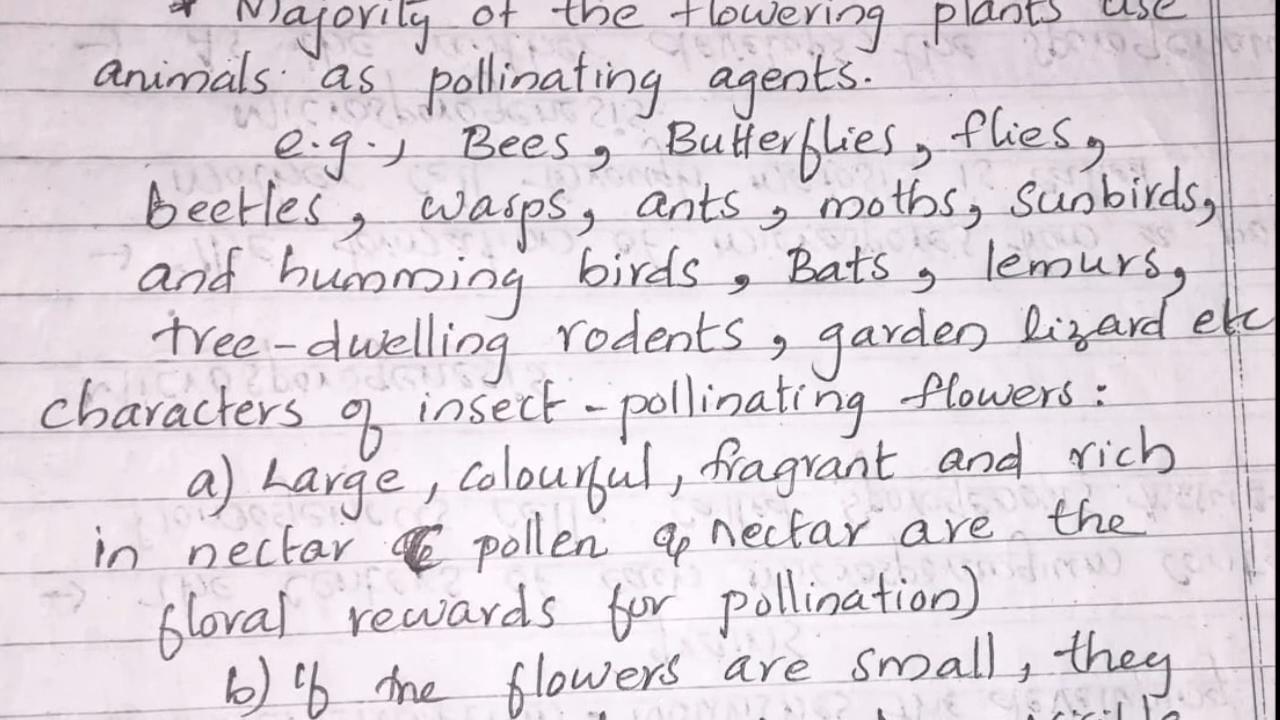 * Majority of the flowering plants use
animals as pollinating agents.
e.g., Bees, Butterflies, flies,
beetles, wasps, ants, moths, Sunbirds,
and humming birds, Bats, lemurs,
tree-dwelling rodents, garden lizard etc
characters of insect-pollinating flowers:
a) Large, colourful, fragrant and rich
in nectar ( pollen & nectar are the
floral rewards for pollination)
b) If the flowers are small, they